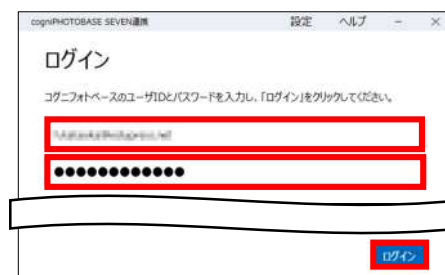 cogniPHOTOBASE SEVEN連携 設定 ヘルプ － ×
ログイン
コグニフォトベースのユーザIDとパスワードを入力し、「ログイン」をクリックしてください。
●●●●●●●●●●●●
ログイン